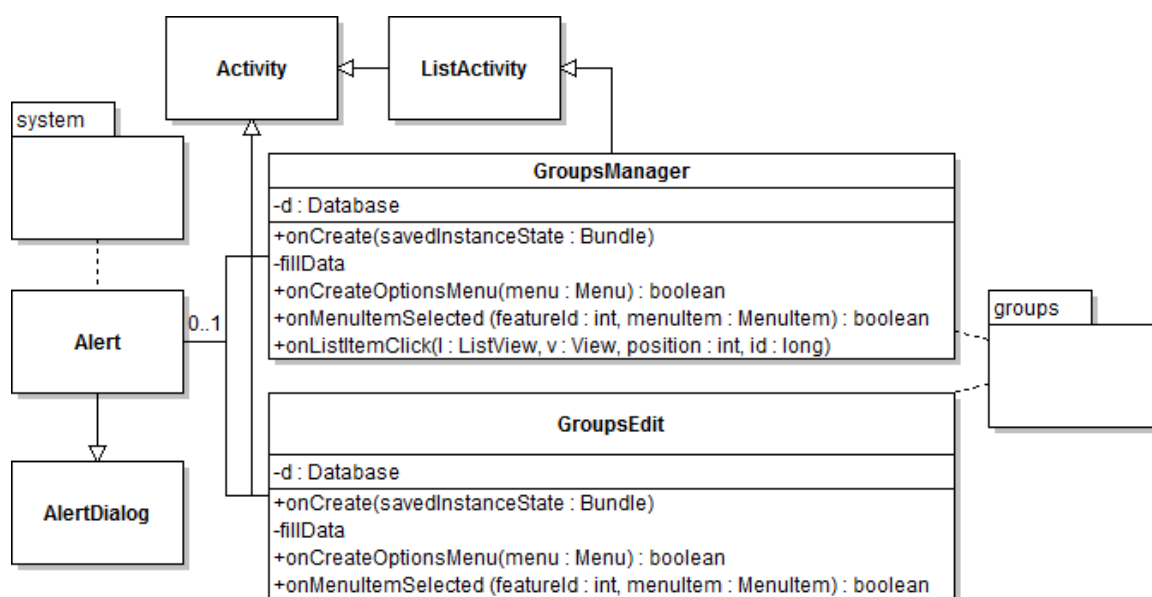 Activity
ListActivity
system
GroupsManager
-d : Database
+onCreate(savedInstanceState : Bundle)
-fillData
+onCreateOptionsMenu(menu : Menu) : boolean
+onMenuItemSelected (featureId : int, menuItem : MenuItem) : boolean
+onListItemClick(l : ListView, v : View, position : int, id : long)
Alert
0..1
groups
GroupsEdit
-d : Database
+onCreate(savedInstanceState : Bundle)
-fillData
+onCreateOptionsMenu(menu : Menu) : boolean
+onMenuItemSelected (featureId : int, menuItem : MenuItem) : boolean
AlertDialog